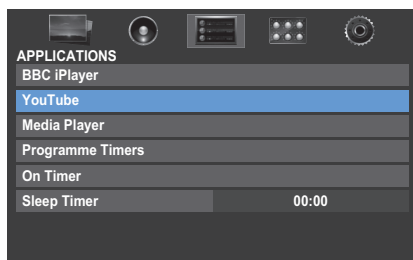 APPLICATIONS
BBC iPlayer
YouTube
Media Player
Programme Timers
On Timer
Sleep Timer 00:00